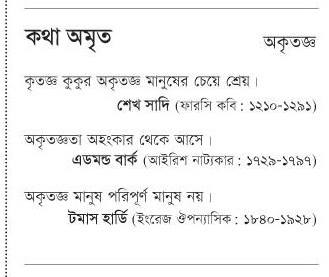 কথা অমৃত
অকৃতজ্ঞ
কৃতজ্ঞ কুকুর অকৃতজ্ঞ মানুষের চেয়ে শ্রেয়।
শেখ সাদি (ফারসি কবি : ১২১০-১২৯১)
অকৃতজ্ঞতা অহংকার থেকে আসে।
এডমন্ড বার্ক (আইরিশ নাট্যকার : ১৭২৯-১৭৯৭)
অকৃতজ্ঞ মানুষ পরিপূর্ণ মানুষ নয়।
টমাস হার্ডি (ইংরেজ ঔপন্যাসিক : ১৮৪০-১৯২৮)